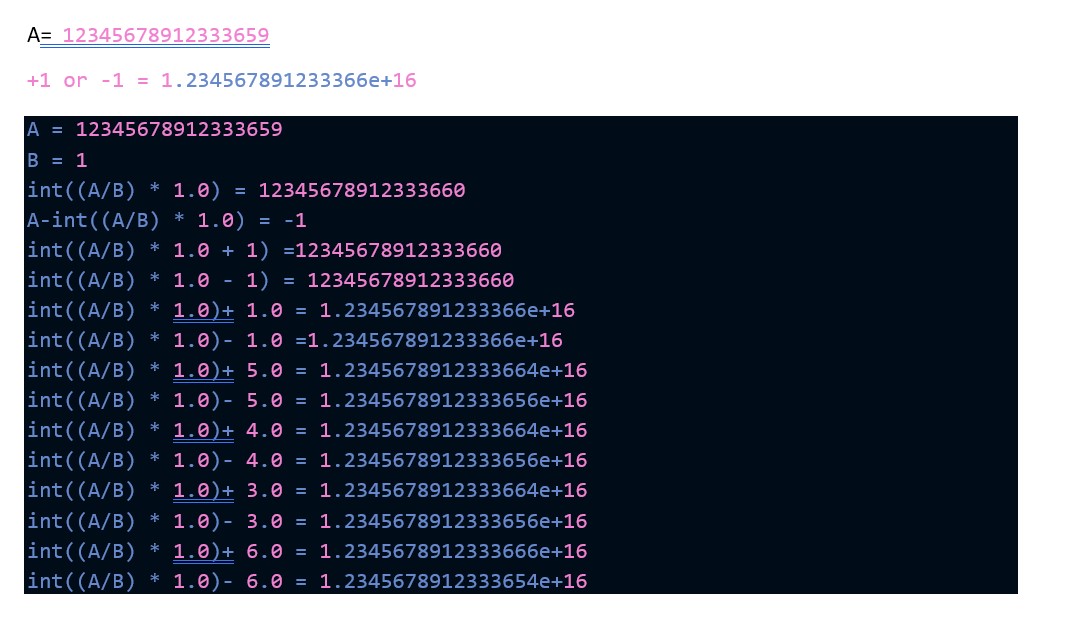 A= 12345678912333659
+1 or -1 = 1.234567891233366e+16
A = 12345678912333659
B = 1
int((A/B) * 1.0) = 12345678912333660
A-int((A/B) * 1.0) = -1
int((A/B) * 1.0 + 1) =12345678912333660
int((A/B) * 1.0 - 1) = 12345678912333660
int((A/B) * 1.0)+ 1.0 = 1.234567891233366e+16
int((A/B) * 1.0)- 1.0 =1.234567891233366e+16
int((A/B) * 1.0)+ 5.0 = 1.2345678912333664e+16
int((A/B) * 1.0)- 5.0 = 1.2345678912333656e+16
int((A/B) * 1.0)+ 4.0 = 1.2345678912333664e+16
int((A/B) * 1.0)- 4.0 = 1.2345678912333656e+16
int((A/B) * 1.0)+ 3.0 = 1.2345678912333664e+16
int((A/B) * 1.0)- 3.0 = 1.2345678912333656e+16
int((A/B) * 1.0)+ 6.0 = 1.2345678912333666e+16
int((A/B) * 1.0)- 6.0 = 1.2345678912333654e+16